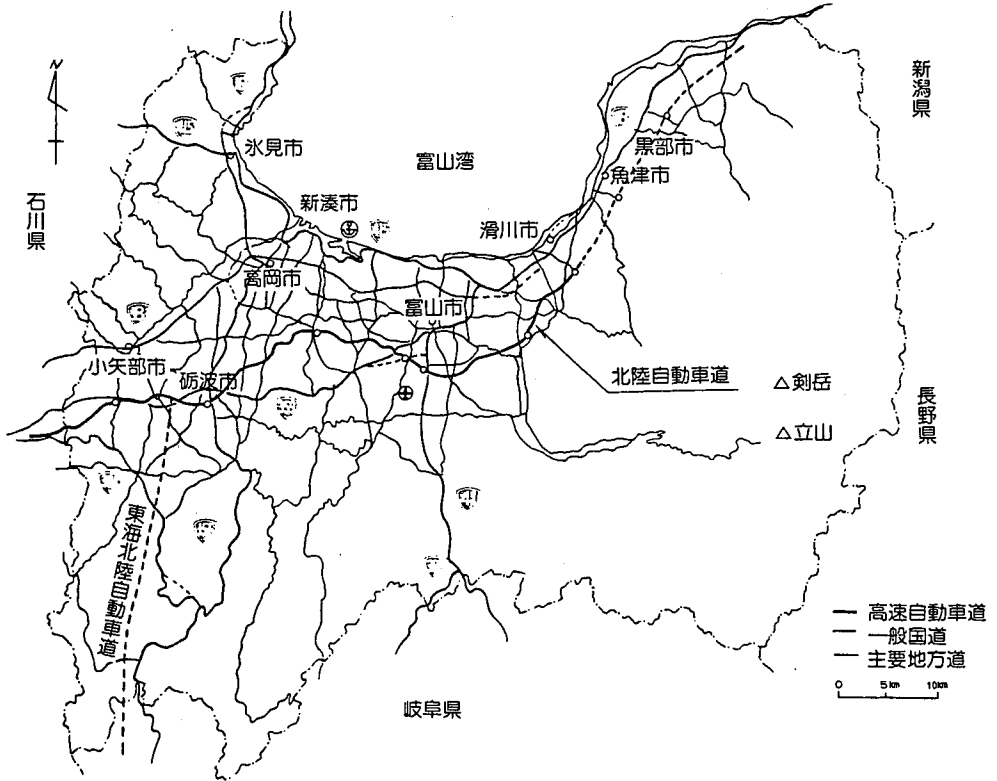 新潟県
氷見市
富山湾
黒部市
魚津市
石川県
新湊市
滑川市
高岡市
富山市
小矢部市
砺波市
北陸自動車道
△剣岳
長野県
△立山
東海北陸自動車道
高速自動車道
一般国道
主要地方道
0 5km 10km
岐阜県